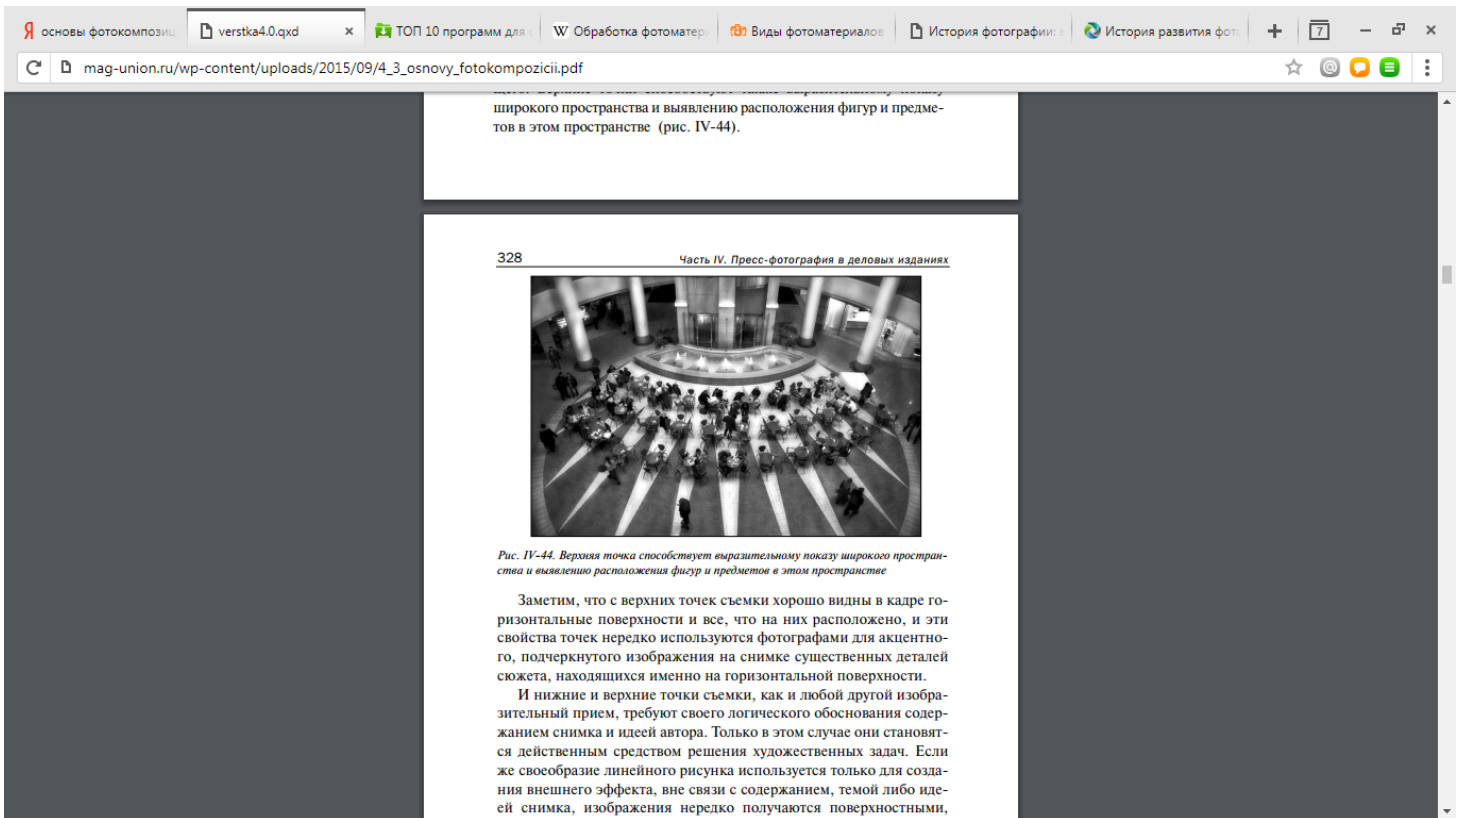 основы фотокомпозиц
verstka4.0.qxd
ТОП 10 программ для
Обработка фотоматер
Виды фотоматериалов
История фотографии:
История развития фот
7
mag-union.ru/wp-content/uploads/2015/09/4_3_osnovy_fotokompozicii.pdf
широкого пространства и выявлению расположения фигур и предме-
тов в этом пространстве (рис. IV-44).
328
Часть IV. Пресс-фотография в деловых изданиях
Рис. IV-44. Верхняя точка способствует выразительному показу широкого простран-
ства и выявлению расположения фигур и предметов в этом пространстве
Заметим, что с верхних точек съемки хорошо видны в кадре го-
ризонтальные поверхности и все, что на них расположено, и эти
свойства точек нередко используются фотографами для акцентно-
го, подчеркнутого изображения на снимке существенных деталей
сюжета, находящихся именно на горизонтальной поверхности.
И нижние и верхние точки съемки, как и любой другой изобра-
зительный прием, требуют своего логического обоснования содер-
жанием снимка и идеей автора. Только в этом случае они становят-
ся действенным средством решения художественных задач. Если
же своеобразие линейного рисунка используется только для созда-
ния внешнего эффекта, вне связи с содержанием, темой либо иде-
ей снимка, изображения нередко получаются поверхностными,